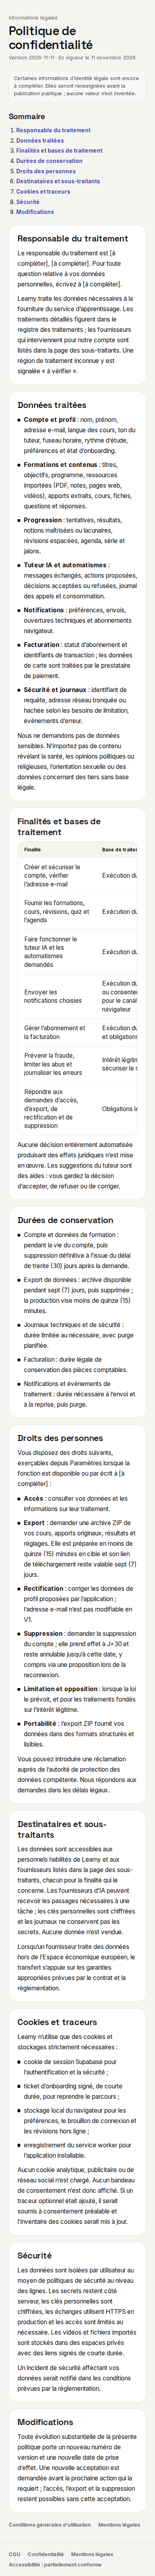 Informations légales
Politique de
confidentialité
Version 2026-11-11 · En vigueur le 11 novembre 2026
Certaines informations d'identité légale sont encore
à compléter. Elles seront renseignées avant la
publication publique ; aucune valeur n'est inventée.
Sommaire
1. Responsable du traitement
2. Données traitées
3. Finalités et bases de traitement
4. Durées de conservation
5. Droits des personnes
6. Destinataires et sous-traitants
7. Cookies et traceurs
8. Sécurité
9. Modifications
Responsable du traitement
Le responsable du traitement est [à
compléter], [à compléter]. Pour toute
question relative à vos données
personnelles, écrivez à [à compléter].
Learny traite les données nécessaires à la
fourniture du service d'apprentissage. Les
traitements détaillés figurent dans le
registre des traitements ; les fournisseurs
qui interviennent pour notre compte sont
listés dans la page des sous-traitants. Une
région de traitement inconnue y est
signalée « à vérifier ».
Données traitées
Compte et profil : nom, prénom,
adresse e-mail, langue des cours, ton du
tuteur, fuseau horaire, rythme d'étude,
préférences et état d'onboarding.
Formations et contenus : titres,
objectifs, programme, ressources
importées (PDF, notes, pages web,
vidéos), apports extraits, cours, fiches,
questions et réponses.
Progression : tentatives, résultats,
notions maîtrisées ou lacunaires,
révisions espacées, agenda, série et
jalons.
Tuteur IA et automatismes :
messages échangés, actions proposées,
décisions acceptées ou refusées, journal
des appels et consommation.
Notifications : préférences, envois,
ouvertures techniques et abonnements
navigateur.
Facturation : statut d'abonnement et
identifiants de transaction ; les données
de carte sont traitées par le prestataire
de paiement.
Sécurité et journaux : identifiant de
requête, adresse réseau tronquée ou
hachée selon les besoins de limitation,
événements d'erreur.
Nous ne demandons pas de données
sensibles. N'importez pas de contenu
révélant la santé, les opinions politiques ou
religieuses, l'orientation sexuelle ou des
données concernant des tiers sans base
légale.
Finalités et bases de
traitement
Finalité Base de traitem
Créer et sécuriser le
compte, vérifier
l'adresse e-mail
Exécution du
Fournir les formations,
cours, révisions, quiz et
l'agenda
Exécution du
Faire fonctionner le
tuteur IA et les
automatismes
demandés
Exécution du
Envoyer les
notifications choisies
Exécution du
ou consente
pour le canal
navigateur
Gérer l'abonnement et
la facturation
Exécution du
et obligations
Prévenir la fraude,
limiter les abus et
journaliser les erreurs
Intérêt légitim
sécuriser le s
Répondre aux
demandes d'accès,
d'export, de
rectification et de
suppression
Obligations lé
Aucune décision entièrement automatisée
produisant des effets juridiques n'est mise
en œuvre. Les suggestions du tuteur sont
des aides : vous gardez la décision
d'accepter, de refuser ou de corriger.
Durées de conservation
Compte et données de formation :
pendant la vie du compte, puis
suppression définitive à l'issue du délai
de trente (30) jours après la demande.
Export de données : archive disponible
pendant sept (7) jours, puis supprimée ;
la production vise moins de quinze (15)
minutes.
Journaux techniques et de sécurité :
durée limitée au nécessaire, avec purge
planifiée.
Facturation : durée légale de
conservation des pièces comptables.
Notifications et événements de
traitement : durée nécessaire à l'envoi et
à la reprise, puis purge.
Droits des personnes
Vous disposez des droits suivants,
exerçables depuis Paramètres lorsque la
fonction est disponible ou par écrit à [à
compléter] :
Accès : consulter vos données et les
informations sur leur traitement.
Export : demander une archive ZIP de
vos cours, apports originaux, résultats et
réglages. Elle est préparée en moins de
quinze (15) minutes en cible et son lien
de téléchargement reste valable sept (7)
jours.
Rectification : corriger les données de
profil proposées par l'application ;
l'adresse e-mail n'est pas modifiable en
V1.
Suppression : demander la suppression
du compte ; elle prend effet à J+30 et
reste annulable jusqu'à cette date, y
compris via une proposition lors de la
reconnexion.
Limitation et opposition : lorsque la loi
le prévoit, et pour les traitements fondés
sur l'intérêt légitime.
Portabilité : l'export ZIP fournit vos
données dans des formats structurés et
lisibles.
Vous pouvez introduire une réclamation
auprès de l'autorité de protection des
données compétente. Nous répondons aux
demandes dans les délais légaux.
Destinataires et sous-
traitants
Les données sont accessibles aux
personnels habilités de Learny et aux
fournisseurs listés dans la page des sous-
traitants, chacun pour la finalité qui le
concerne. Les fournisseurs d'IA peuvent
recevoir les passages nécessaires à une
tâche ; les clés personnelles sont chiffrées
et les journaux ne conservent pas les
secrets. Aucune donnée n'est vendue.
Lorsqu'un fournisseur traite des données
hors de l'Espace économique européen, le
transfert s'appuie sur les garanties
appropriées prévues par le contrat et la
réglementation.
Cookies et traceurs
Learny n'utilise que des cookies et
stockages strictement nécessaires :
cookie de session Supabase pour
l'authentification et la sécurité ;
ticket d'onboarding signé, de courte
durée, pour reprendre le parcours ;
stockage local du navigateur pour les
préférences, le brouillon de connexion et
les révisions hors ligne ;
enregistrement du service worker pour
l'application installable.
Aucun cookie analytique, publicitaire ou de
réseau social n'est chargé. Aucun bandeau
de consentement n'est donc affiché. Si un
traceur optionnel était ajouté, il serait
soumis à consentement préalable et
l'inventaire des cookies serait mis à jour.
Sécurité
Les données sont isolées par utilisateur au
moyen de politiques de sécurité au niveau
des lignes. Les secrets restent côté
serveur, les clés personnelles sont
chiffrées, les échanges utilisent HTTPS en
production et les accès sont limités au
nécessaire. Les vidéos et fichiers importés
sont stockés dans des espaces privés
avec des liens signés de courte durée.
Un incident de sécurité affectant vos
données serait notifié dans les conditions
prévues par la réglementation.
Modifications
Toute évolution substantielle de la présente
politique porte un nouveau numéro de
version et une nouvelle date de prise
d'effet. Une nouvelle acceptation est
demandée avant la prochaine action qui la
requiert ; l'accès, l'export et la suppression
restent possibles sans cette acceptation.
Conditions générales d'utilisation Mentions légales
CGU Confidentialité Mentions légales
Accessibilité : partiellement conforme